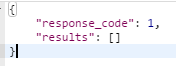 {
    "response_code": 1,
    "results": []
}